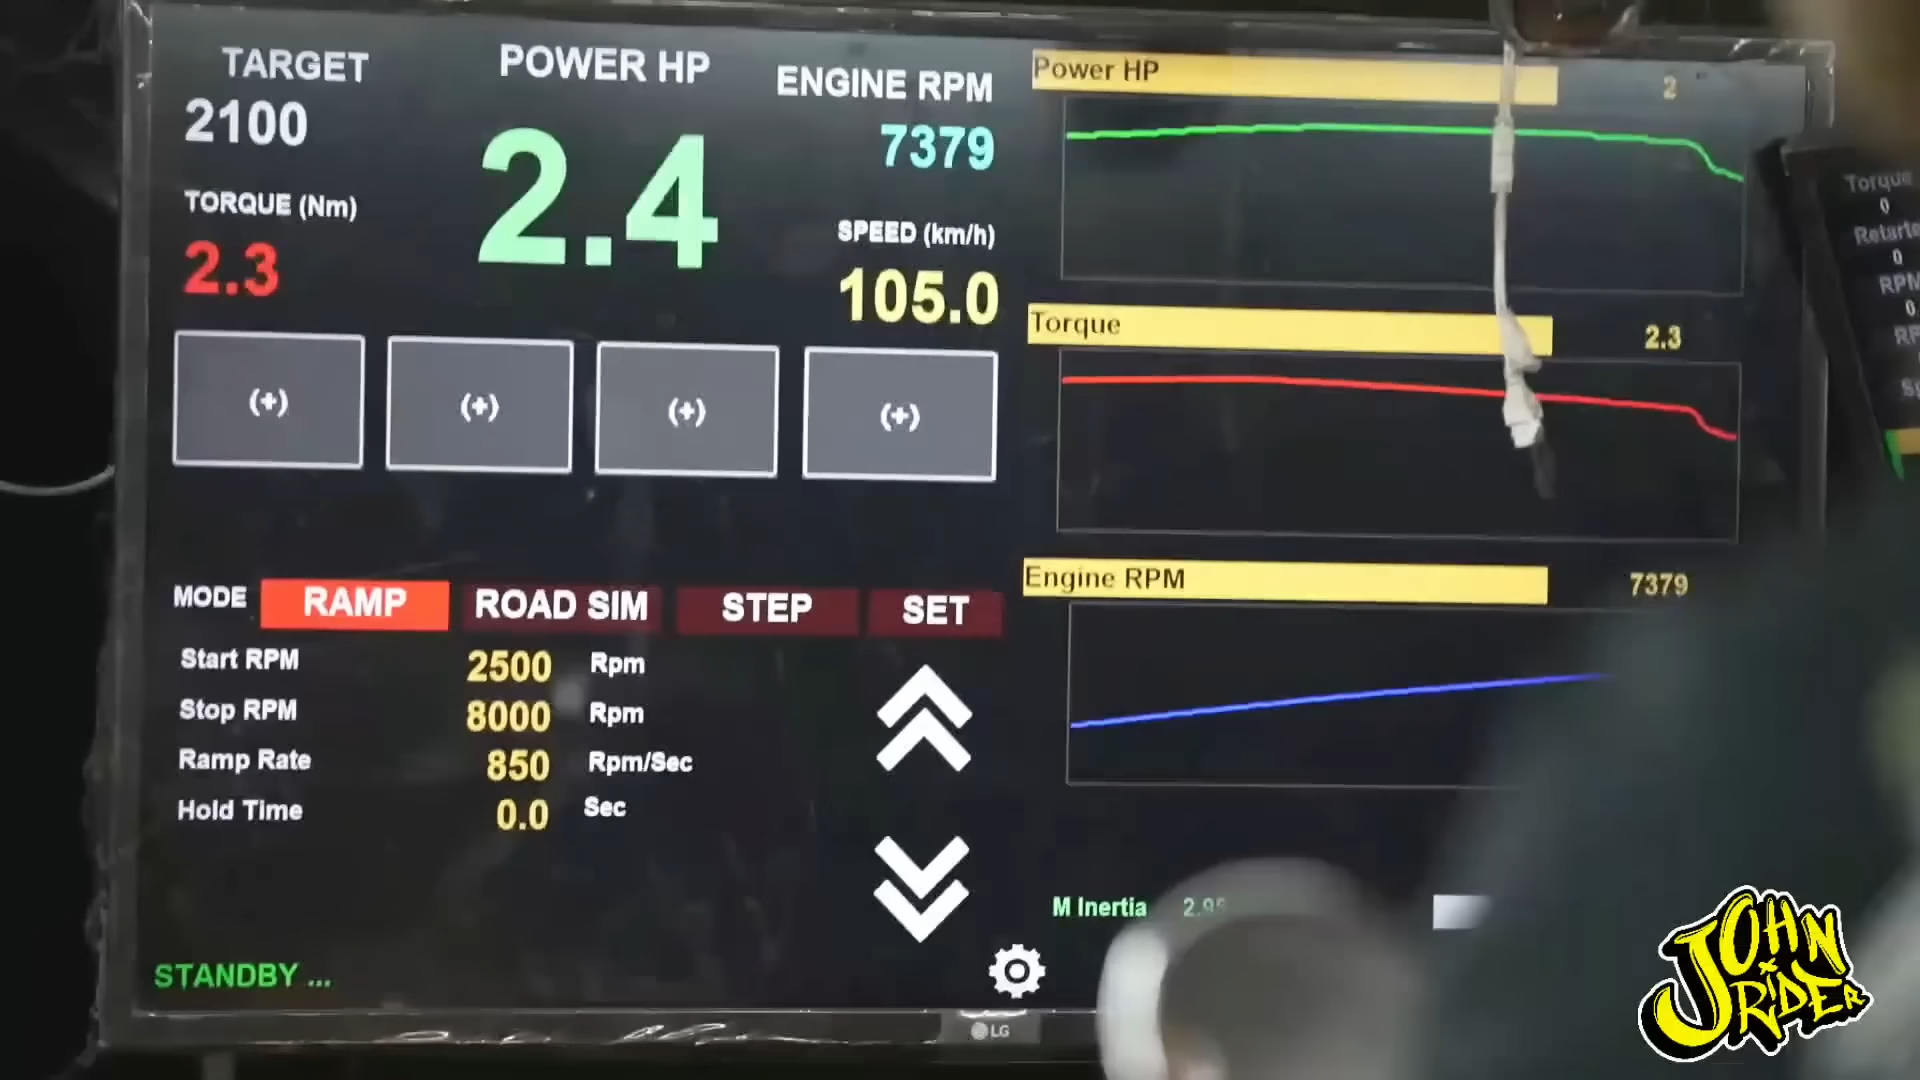 TARGET
2100
POWER HP
2.4
ENGINE RPM
7379
TORQUE (Nm)
2.3
SPEED (km/h)
105.0
(+)
(+)
(+)
(+)
MODE RAMP ROAD SIM STEP SET
Start RPM 2500 Rpm
Stop RPM 8000 Rpm
Ramp Rate 850 Rpm/Sec
Hold Time 0.0 Sec
STANDBY ...
Power HP 2
Torque 2.3
Engine RPM 7379
M Inertia
LG
Torque
0
0
RPM
0
JOHN
RIDER